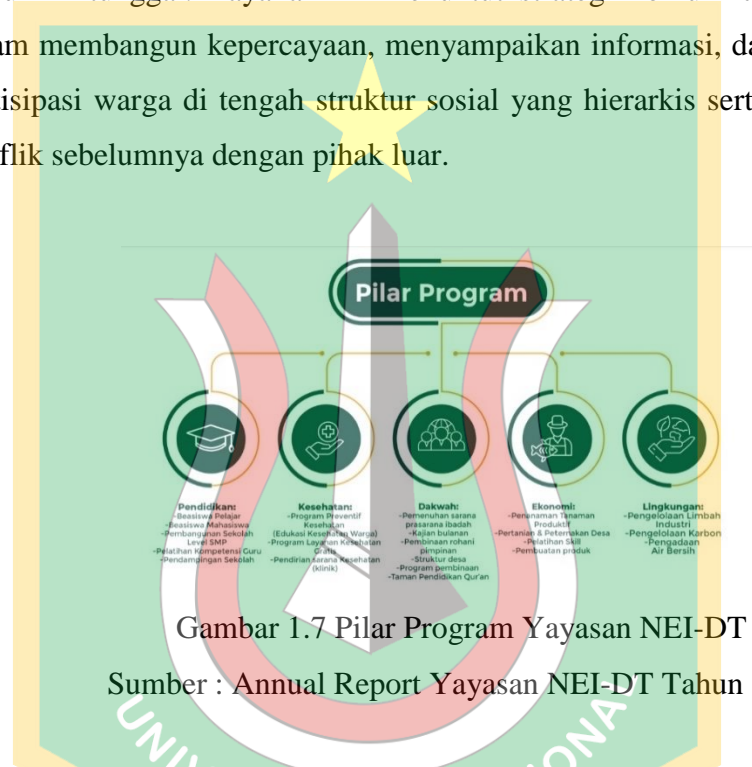 am membangun kepercayaan, menyampaikan informasi, da
isipasi warga di tengah struktur sosial yang hierarkis sert
flik sebelumnya dengan pihak luar.
Pilar Program
Pendidikan:
-Beasiswa Pelajar
-Beasiswa Mahasiswa
-Pembangunan Sekolah
Level SMP
-Pelatihan Kompetensi Guru
-Pendampingan Sekolah
Kesehatan:
-Program Preventif
Kesehatan
(Edukasi Kesehatan Warga)
-Program Layanan Kesehatan
Gratis
-Pendirian sarana Kesehatan
(klinik)
Dakwah:
-Pemenuhan sarana
prasarana ibadah
-Kajian bulanan
-Pembinaan rohani
pimpinan
-Struktur desa
-Program pembinaan
-Taman Pendidikan Qur'an
Ekonomi:
-Penanaman Tanaman
Produktif
-Pertanian & Peternakan Desa
-Pelatihan Skill
-Pembuatan produk
Lingkungan:
-Pengelolaan Limbah
Industri
-Pengelolaan Karbon
-Pengadaan
Air Bersih
Gambar 1.7 Pilar Program Yayasan NEI-DT
Sumber : Annual Report Yayasan NEI-DT Tahun